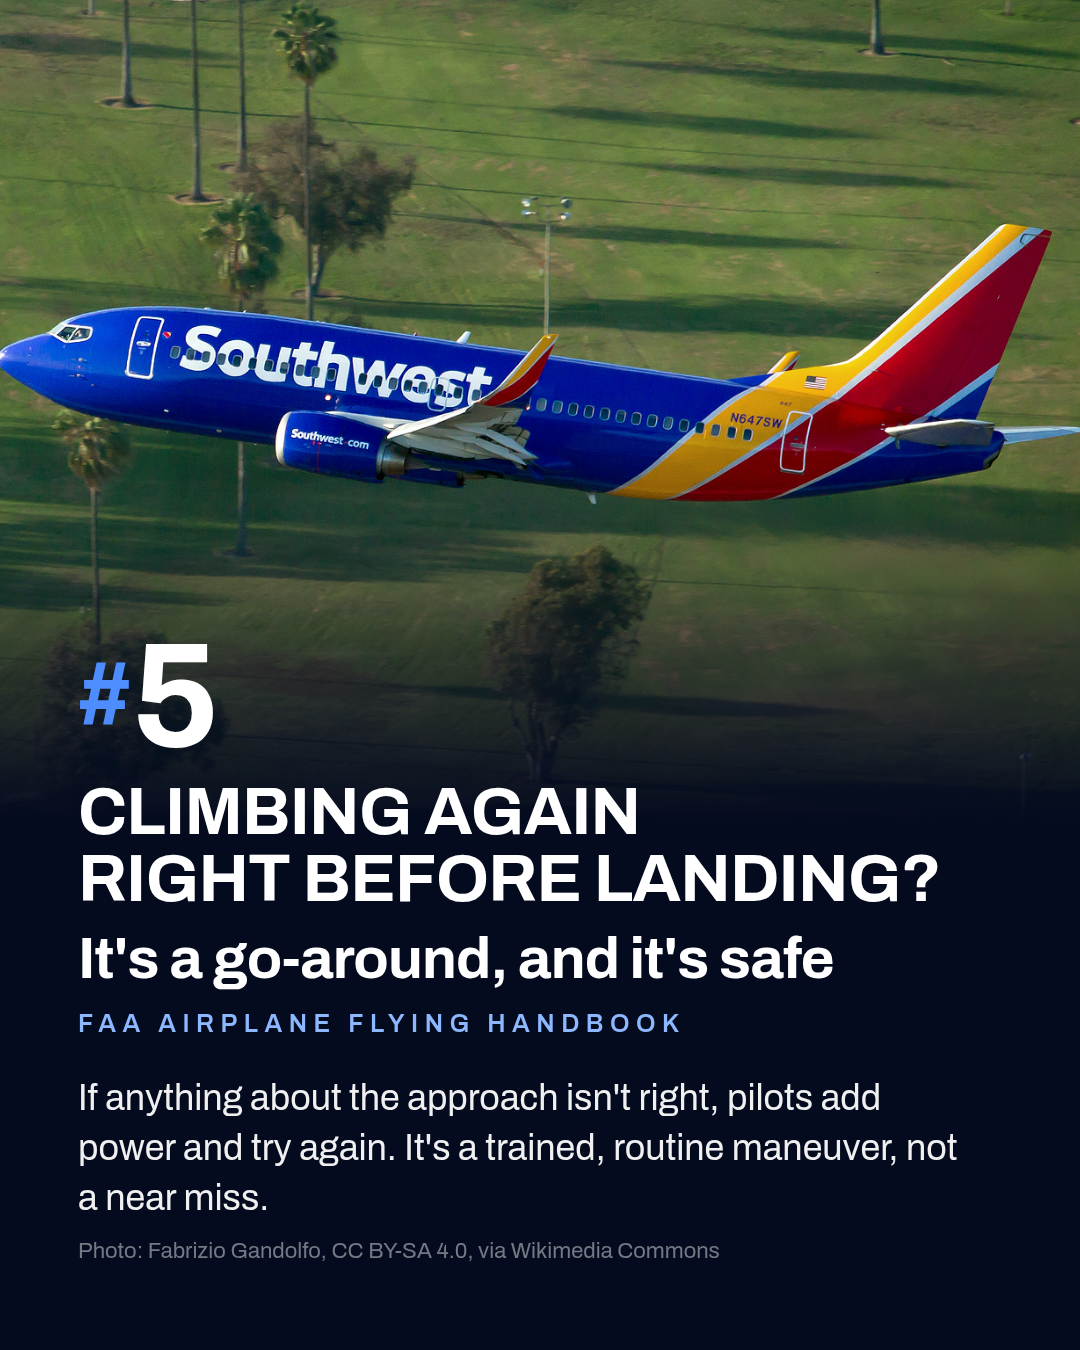 Southwest
Southwest.com
N647SW
#5
CLIMBING AGAIN
RIGHT BEFORE LANDING?
It's a go-around, and it's safe
FAA AIRPLANE FLYING HANDBOOK
If anything about the approach isn't right, pilots add
power and try again. It's a trained, routine maneuver, not
a near miss.
Photo: Fabrizio Gandolfo, CC BY-SA 4.0, via Wikimedia Commons